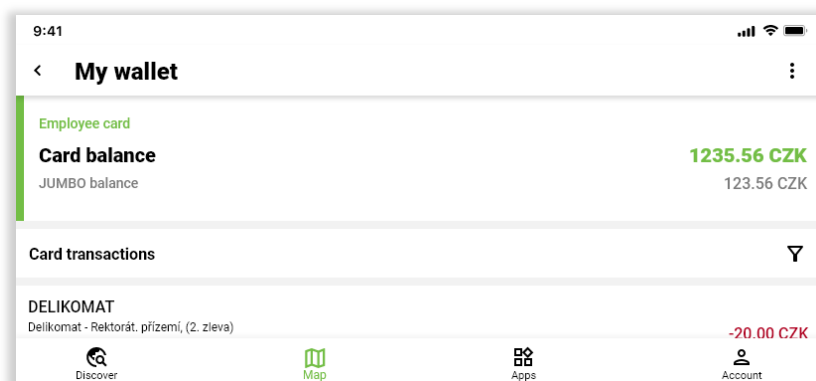 9:41
My wallet
Employee card
Card balance 1235.56 CZK
JUMBO balance 123.56 CZK
Card transactions
DELIKOMAT
Delikomat - Rektorát. přízemí, (2. zleva)
-20.00 CZK
Discover Map Apps Account